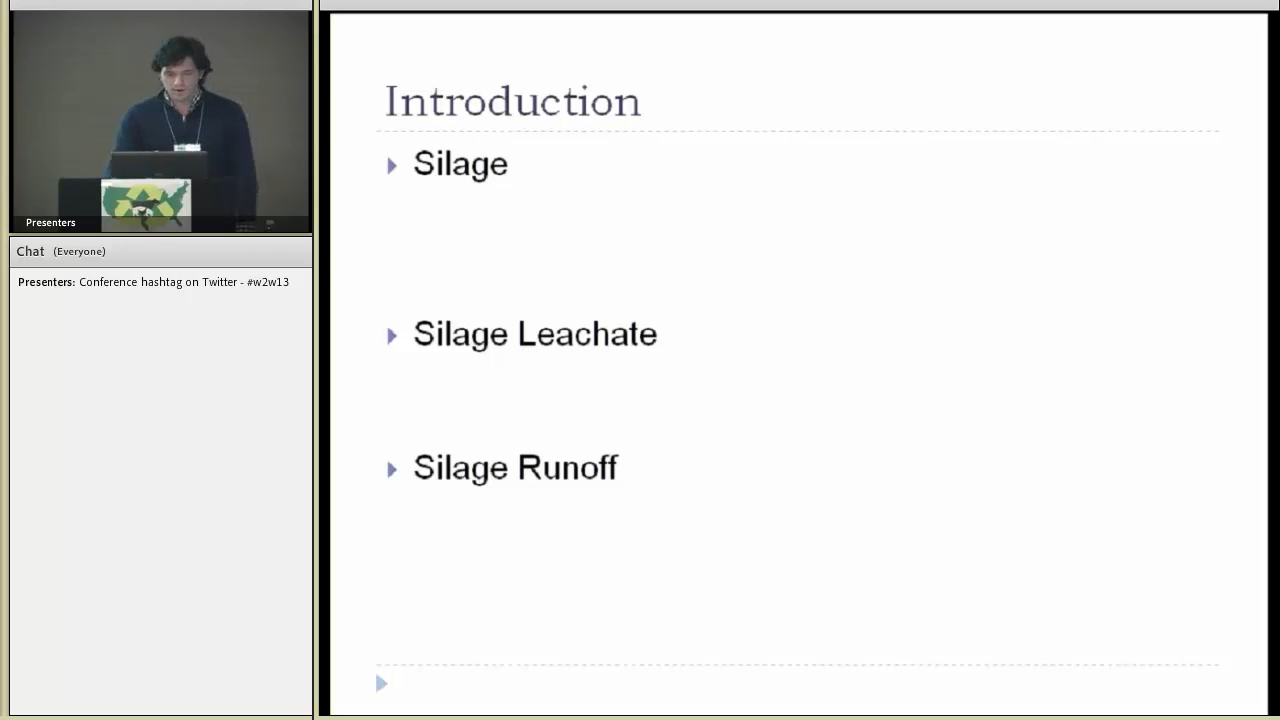 Presenters
Chat (Everyone)
Presenters: Conference hashtag on Twitter - #w2w13
Introduction
Silage
Silage Leachate
Silage Runoff